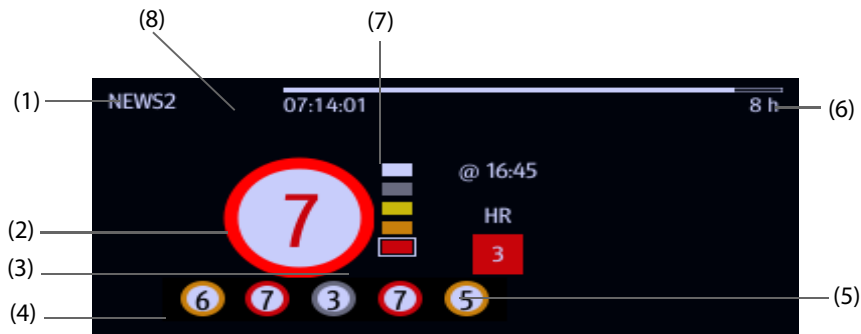 (8) (7)
(1) NEWS2 07:14:01 8 h (6)
@ 16:45
7 HR
(2) 3
(3)
6 7 3 7 5 (5)
(4)